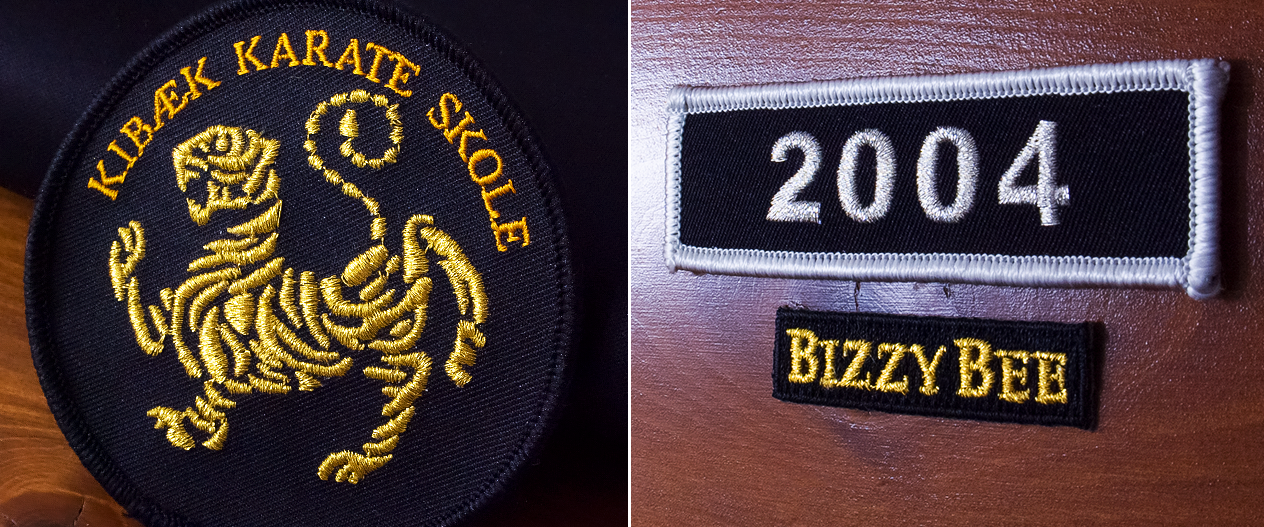 KIBÆK KARATE SKOLE
2004
BIZZY BEE